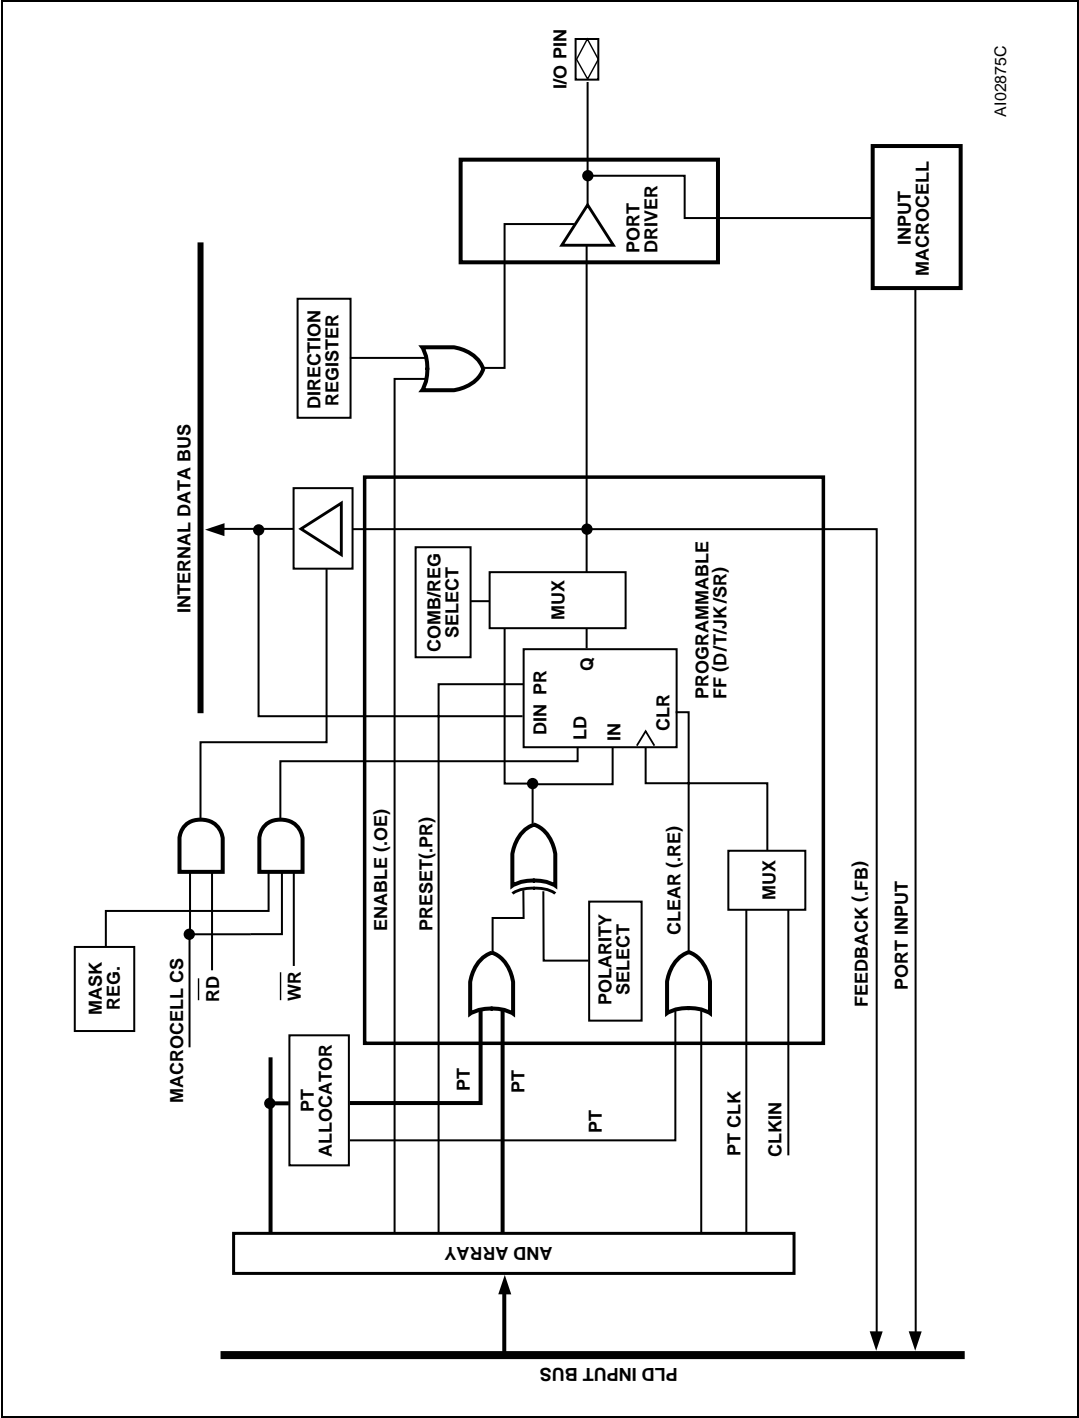 MASK
REG.
MACROCELL CS
RD
WR
INTERNAL DATA BUS
DIRECTION
REGISTER
I/O PIN
PT
ALLOCATOR
ENABLE (.OE)
PRESET(.PR)
COMB/REG
SELECT
MUX
PT
PT
PT
DIN
PR
LD
IN
Q
CLR
PROGRAMMABLE
FF (D/T/JK/SR)
POLARITY
SELECT
CLEAR (.RE)
MUX
PT CLK
CLKIN
PORT
DRIVER
INPUT
MACROCELL
FEEDBACK (.FB)
PORT INPUT
AND ARRAY
PLD INPUT BUS
AI02875C